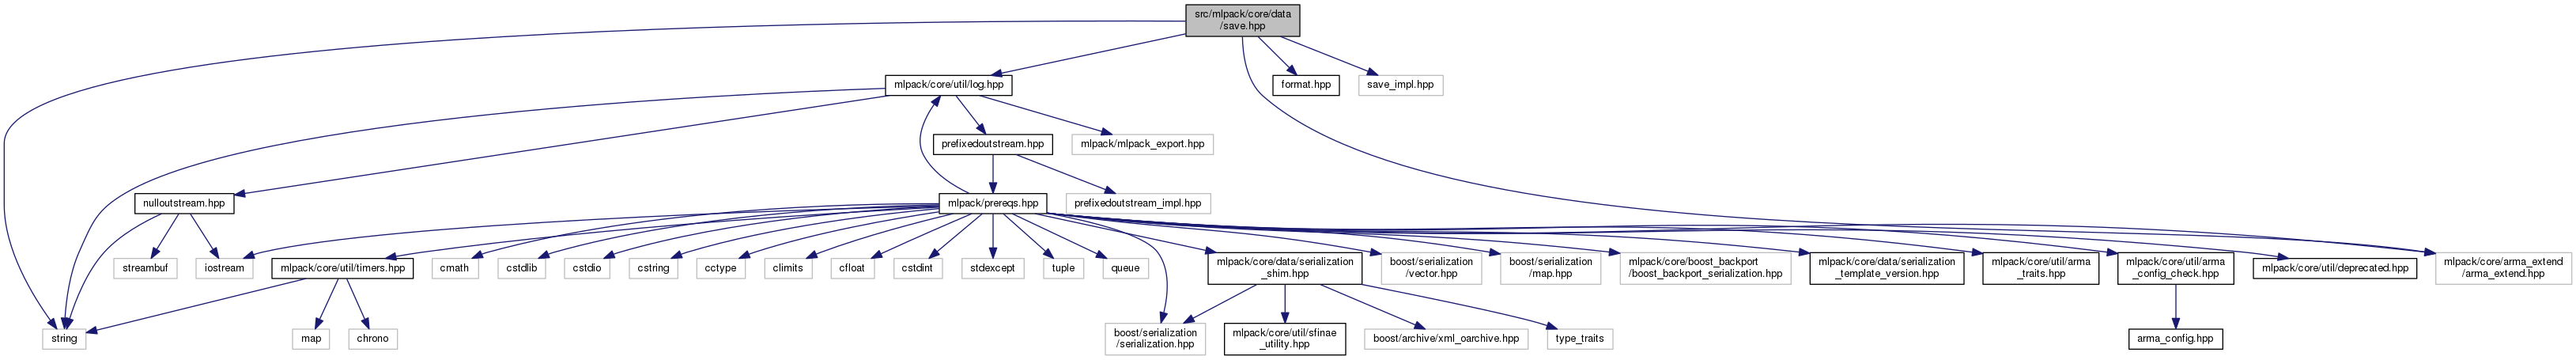 src/mlpack/core/data
/save.hpp
mlpack/core/util/log.hpp
format.hpp
save_impl.hpp
prefixedoutstream.hpp
mlpack/mlpack_export.hpp
nulloutstream.hpp
mlpack/prereqs.hpp
prefixedoutstream_impl.hpp
streambuf
iostream
mlpack/core/util/timers.hpp
cmath
cstdlib
cstdio
cstring
cctype
climits
cfloat
cstdint
stdexcept
tuple
queue
mlpack/core/data/serialization
_shim.hpp
boost/serialization
/vector.hpp
boost/serialization
/map.hpp
mlpack/core/boost_backport
/boost_backport_serialization.hpp
mlpack/core/data/serialization
_template_version.hpp
mlpack/core/util/arma
_traits.hpp
mlpack/core/util/arma
_config_check.hpp
mlpack/core/util/deprecated.hpp
mlpack/core/arma_extend
/arma_extend.hpp
string
map
chrono
boost/serialization
/serialization.hpp
mlpack/core/util/sfinae
_utility.hpp
boost/archive/xml_oarchive.hpp
type_traits
arma_config.hpp